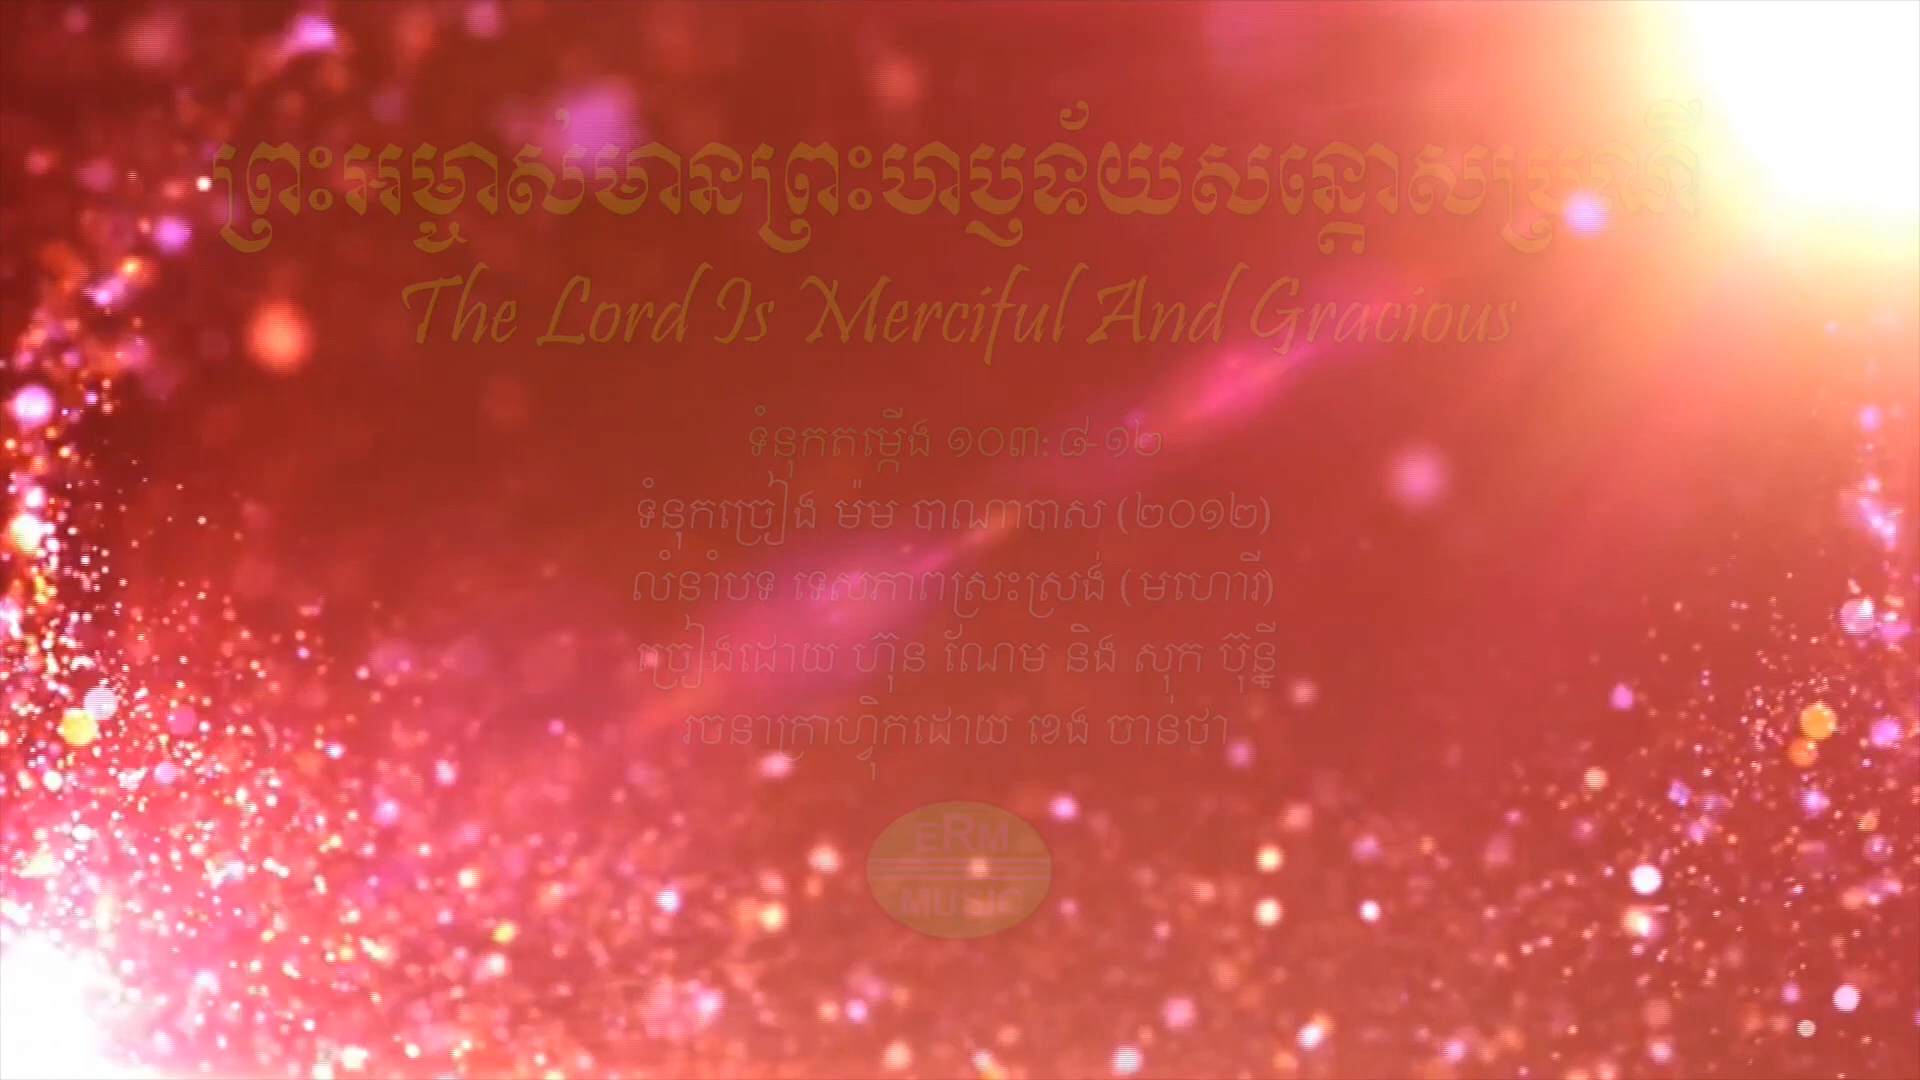 ព្រះអម្ចាស់មានព្រះហឫទ័យសន្ដោសប្រណី
The Lord Is Merciful And Gracious
ទំនុកតម្កើង ១០៣: ៨-១២
ទំនុកច្រៀង ម៉ម បាណាបាស (២០១២)
លំនាំបទ ទេសភាពស្រះស្រង់ (មហោរី)
ច្រៀងដោយ ហ៊ុន ណែម និង សុក ប៊ុន្នី
រចនាក្រាហ្វិកដោយ ខេង ចាន់ថា
ERM
MUSIC